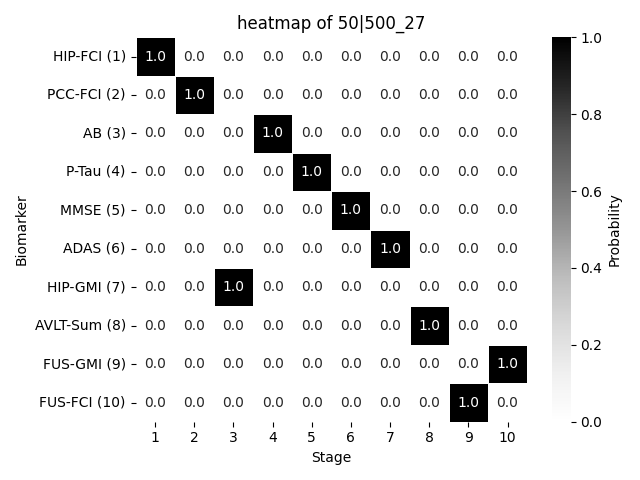 heatmap of 50|500_27
HIP-FCI (1) 1.0 0.0 0.0 0.0 0.0 0.0 0.0 0.0 0.0 0.0
PCC-FCI (2) 0.0 1.0 0.0 0.0 0.0 0.0 0.0 0.0 0.0 0.0
AB (3) 0.0 0.0 0.0 1.0 0.0 0.0 0.0 0.0 0.0 0.0
P-Tau (4) 0.0 0.0 0.0 0.0 1.0 0.0 0.0 0.0 0.0 0.0
MMSE (5) 0.0 0.0 0.0 0.0 0.0 1.0 0.0 0.0 0.0 0.0
ADAS (6) 0.0 0.0 0.0 0.0 0.0 0.0 1.0 0.0 0.0 0.0
HIP-GMI (7) 0.0 0.0 1.0 0.0 0.0 0.0 0.0 0.0 0.0 0.0
AVLT-Sum (8) 0.0 0.0 0.0 0.0 0.0 0.0 0.0 1.0 0.0 0.0
FUS-GMI (9) 0.0 0.0 0.0 0.0 0.0 0.0 0.0 0.0 0.0 1.0
FUS-FCI (10) 0.0 0.0 0.0 0.0 0.0 0.0 0.0 0.0 1.0 0.0
1 2 3 4 5 6 7 8 9 10
Stage
Biomarker
1.0
0.8
0.6
0.4
0.2
0.0
Probability